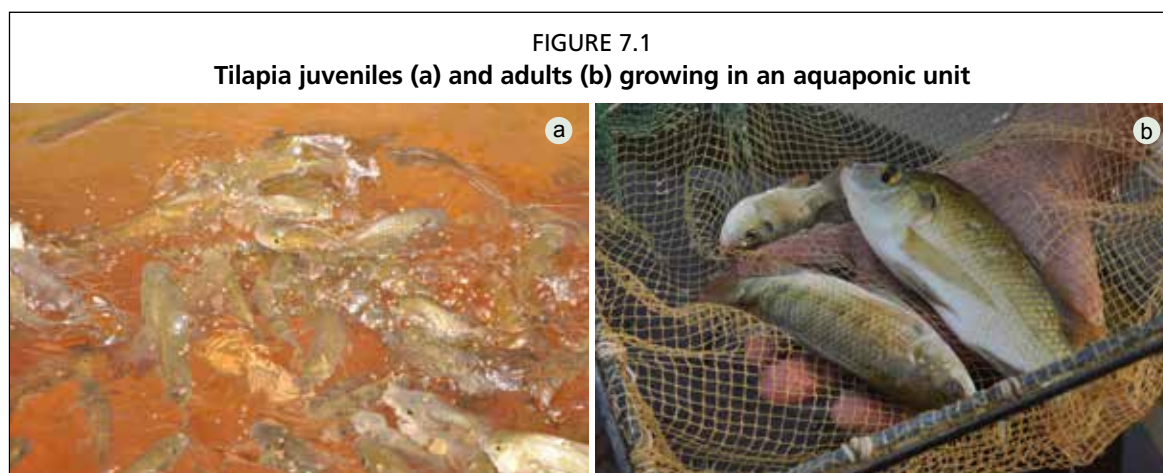 FIGURE 7.1
Tilapia juveniles (a) and adults (b) growing in an aquaponic unit
a
b